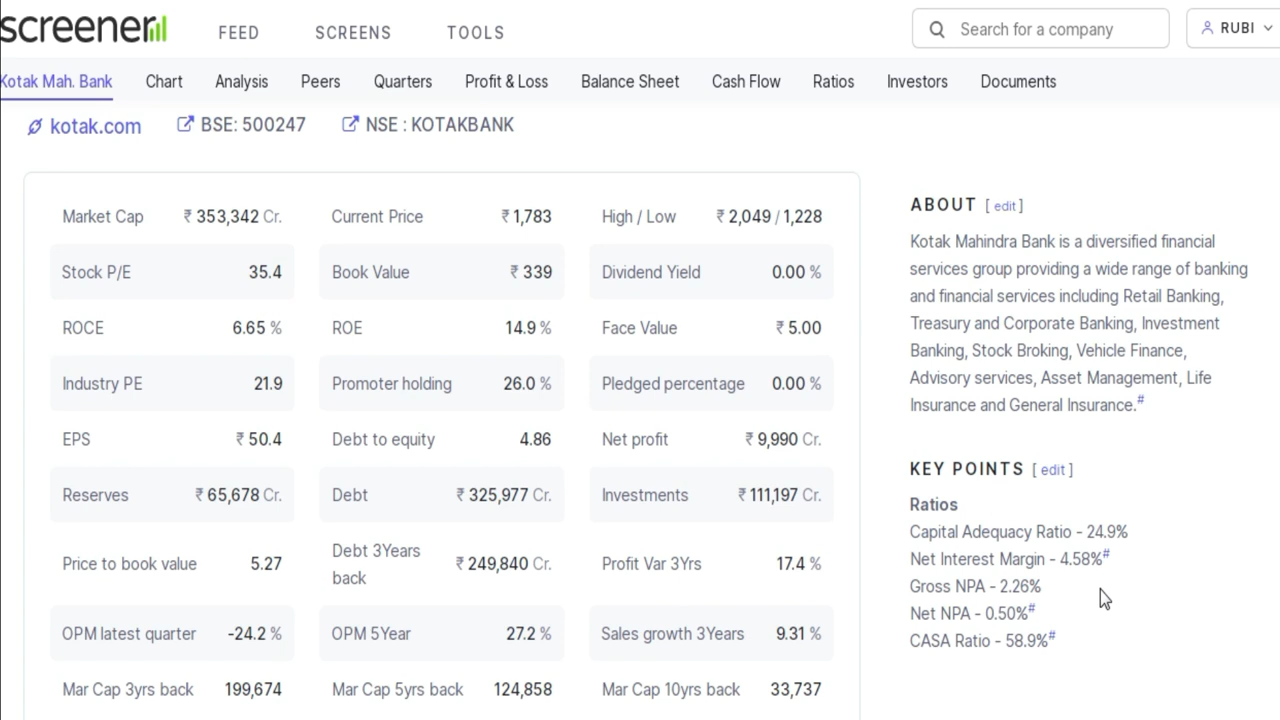 screener
FEED SCREENS TOOLS
Search for a company
RUBI
Kotak Mah. Bank Chart Analysis Peers Quarters Profit & Loss Balance Sheet Cash Flow Ratios Investors Documents
kotak.com BSE: 500247 NSE : KOTAKBANK
Market Cap ₹ 353,342 Cr. Current Price ₹ 1,783 High / Low ₹ 2,049 / 1,228
Stock P/E 35.4 Book Value ₹ 339 Dividend Yield 0.00 %
ROCE 6.65 % ROE 14.9 % Face Value ₹ 5.00
Industry PE 21.9 Promoter holding 26.0 % Pledged percentage 0.00 %
EPS ₹ 50.4 Debt to equity 4.86 Net profit ₹ 9,990 Cr.
Reserves ₹ 65,678 Cr. Debt ₹ 325,977 Cr. Investments ₹ 111,197 Cr.
Price to book value 5.27 Debt 3Years back ₹ 249,840 Cr. Profit Var 3Yrs 17.4 %
OPM latest quarter -24.2 % OPM 5Year 27.2 % Sales growth 3Years 9.31 %
Mar Cap 3yrs back 199,674 Mar Cap 5yrs back 124,858 Mar Cap 10yrs back 33,737
ABOUT [ edit ]
Kotak Mahindra Bank is a diversified financial
services group providing a wide range of banking
and financial services including Retail Banking,
Treasury and Corporate Banking, Investment
Banking, Stock Broking, Vehicle Finance,
Advisory services, Asset Management, Life
Insurance and General Insurance.#
KEY POINTS [ edit ]
Ratios
Capital Adequacy Ratio - 24.9%
Net Interest Margin - 4.58%#
Gross NPA - 2.26%
Net NPA - 0.50%#
CASA Ratio - 58.9%#